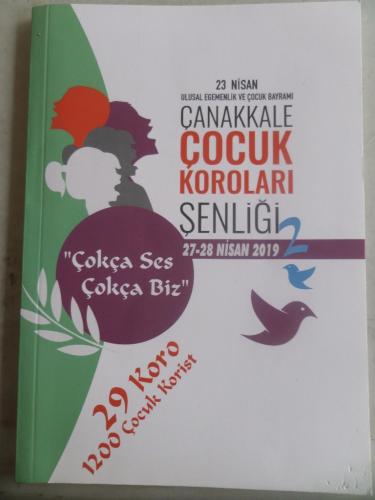 23 NİSAN
ULUSAL EGEMENLİK VE ÇOCUK BAYRAMI
ÇANAKKALE
ÇOCUK
KOROLARI
ŞENLİĞİ
2
27-28 NİSAN 2019
"Çokça Ses
Çokça Biz"
29 Koro
1200 Çocuk Korist